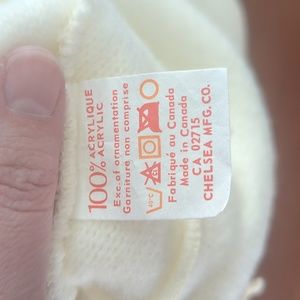 100% ACRYLIQUE
100% ACRYLIC
Exc. of ornamentation
Garniture non comprise
40°C
Fabriqué au Canada
Made in Canada
CA 02715
CHELSEA MFG. CO.